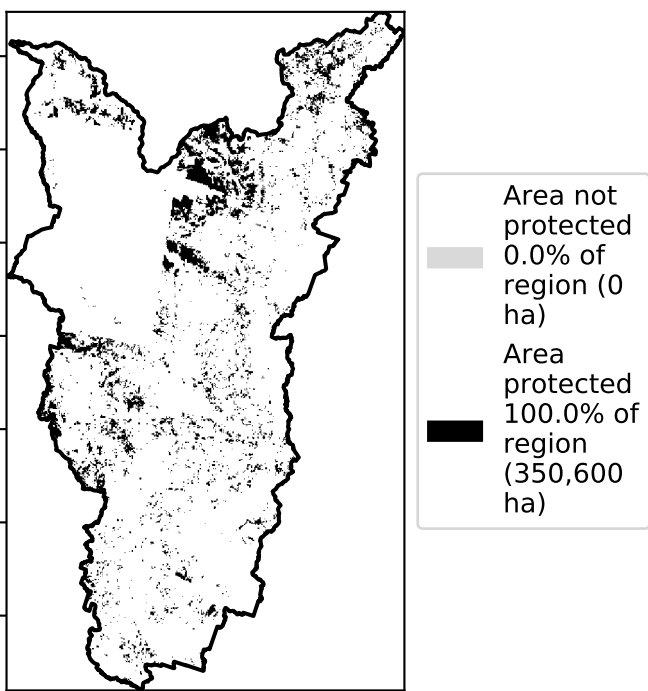 Area not
protected
0.0% of
region (0
ha)
Area
protected
100.0% of
region
(350,600
ha)